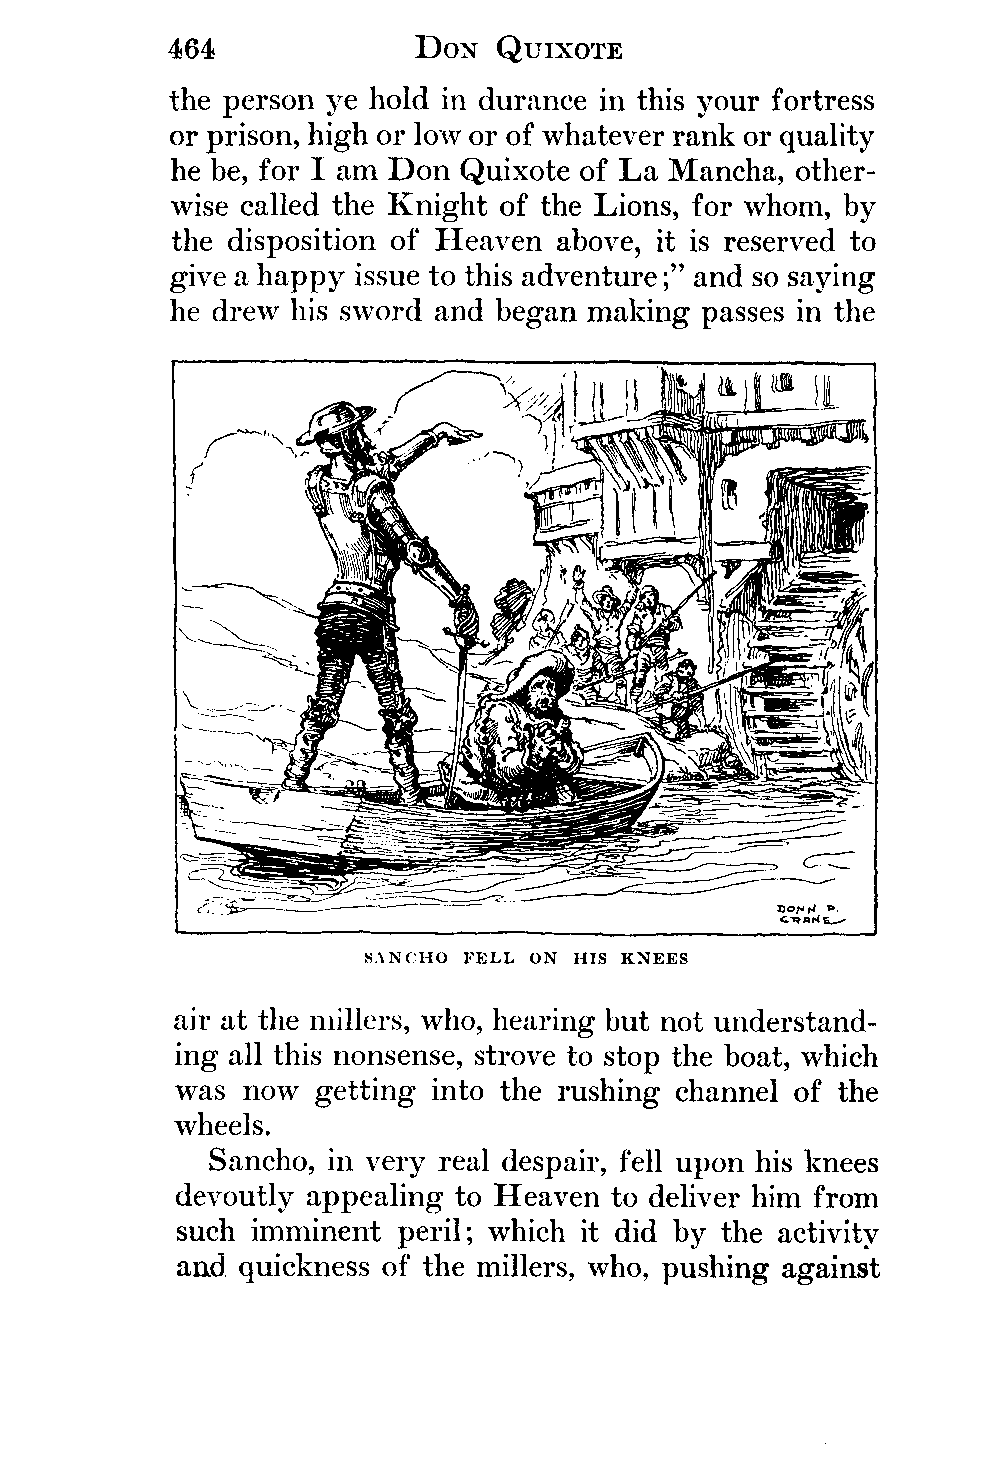 464 DON QUIXOTE
the person ye hold in durance in this your fortress
or prison, high or low or of whatever rank or quality
he be, for I am Don Quixote of La Mancha, other-
wise called the Knight of the Lions, for whom, by
the disposition of Heaven above, it is reserved to
give a happy issue to this adventure;” and so saying
he drew his sword and began making passes in the
DONN P.
CRANE
SANCHO FELL ON HIS KNEES
air at the millers, who, hearing but not understand-
ing all this nonsense, strove to stop the boat, which
was now getting into the rushing channel of the
wheels.
Sancho, in very real despair, fell upon his knees
devoutly appealing to Heaven to deliver him from
such imminent peril; which it did by the activity
and quickness of the millers, who, pushing against